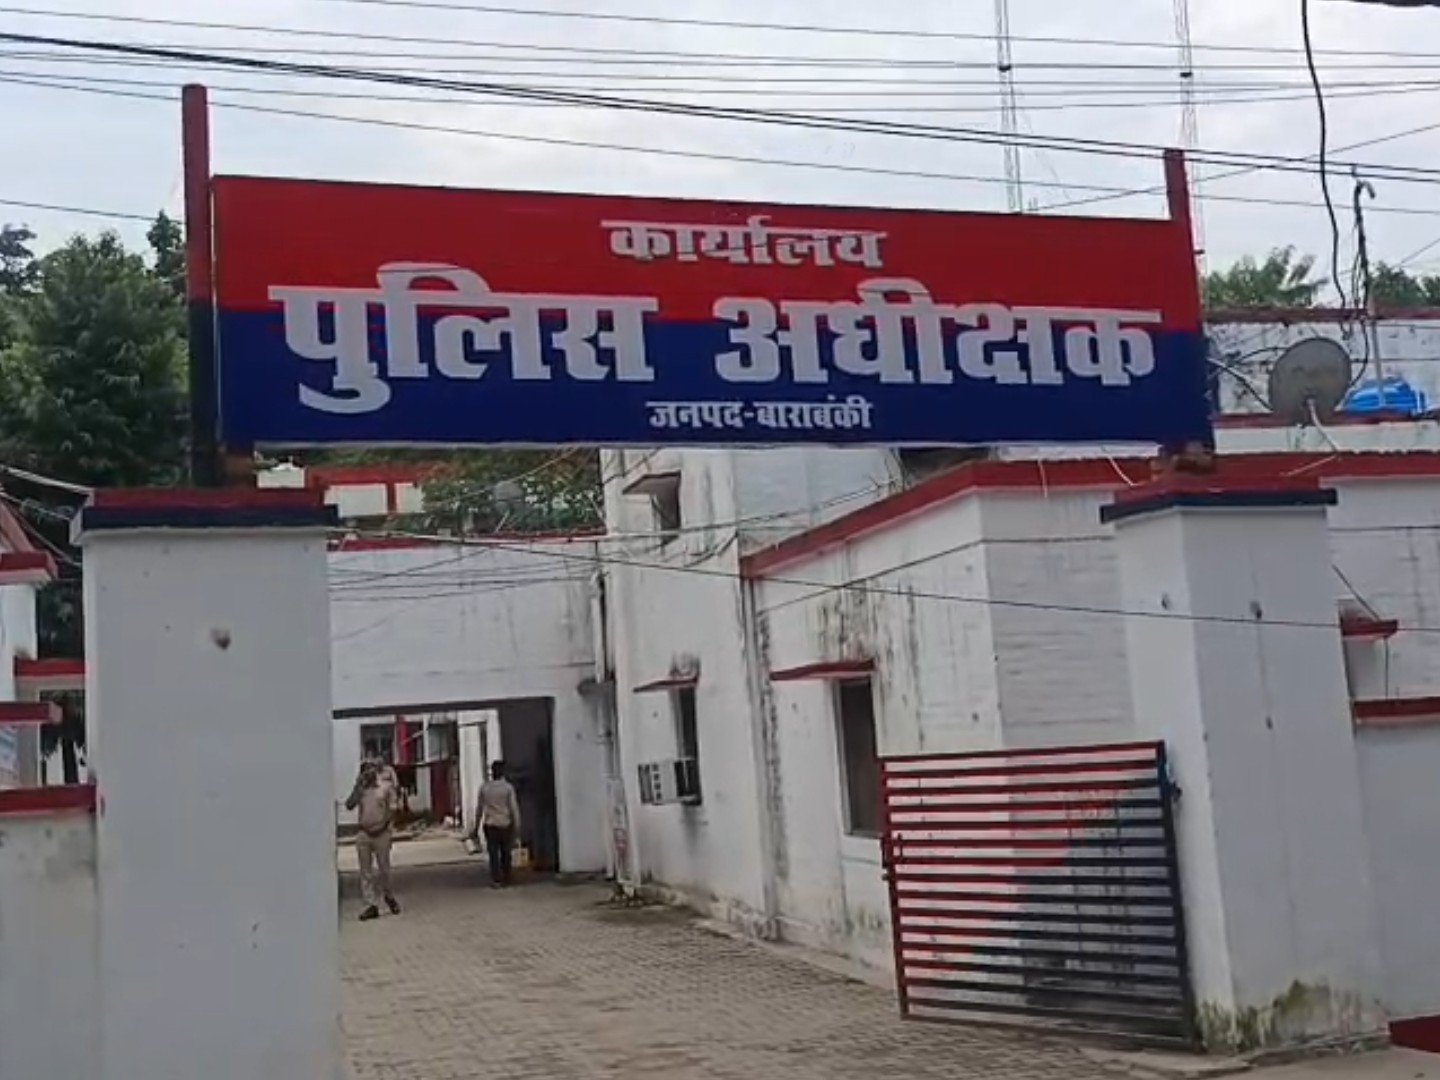 कार्यालय
पुलिस अधीक्षक
जनपद-बाराबंकी